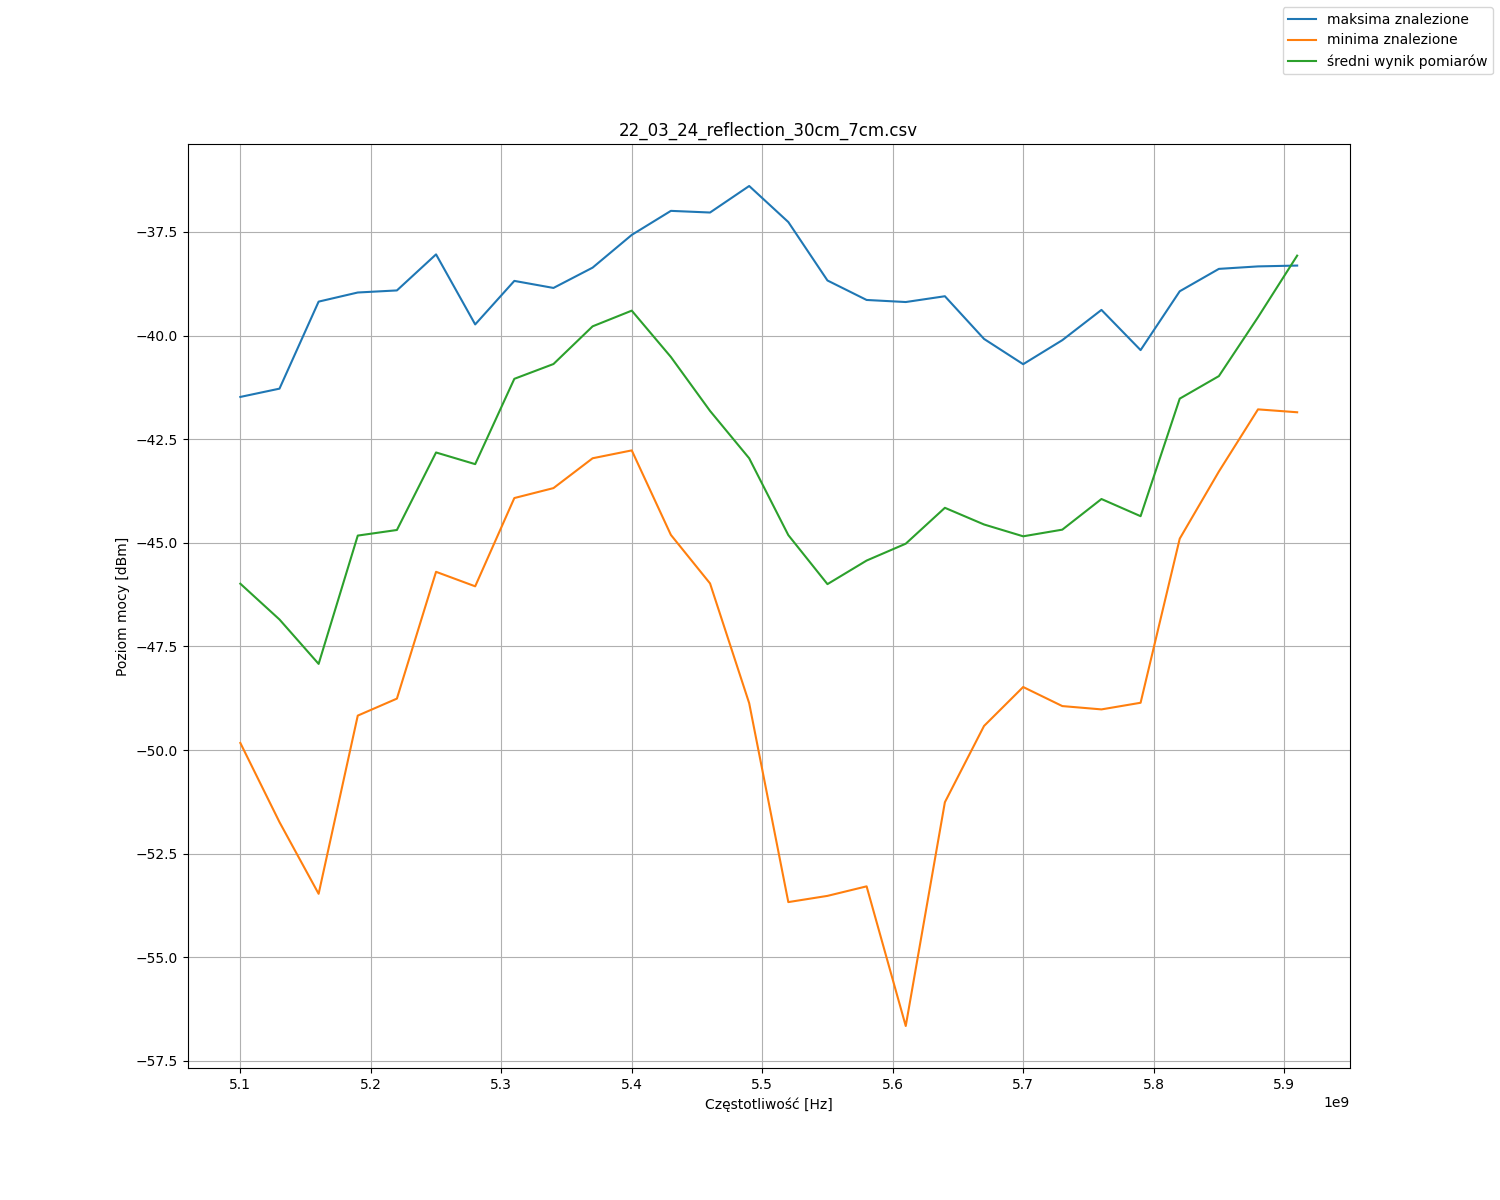 maksima znalezione
minima znalezione
średni wynik pomiarów
22_03_24_reflection_30cm_7cm.csv
−37.5
−40.0
−42.5
−45.0
−47.5
−50.0
−52.5
−55.0
−57.5
Poziom mocy [dBm]
5.1 5.2 5.3 5.4 5.5 5.6 5.7 5.8 5.9
Częstotliwość [Hz]
1e9